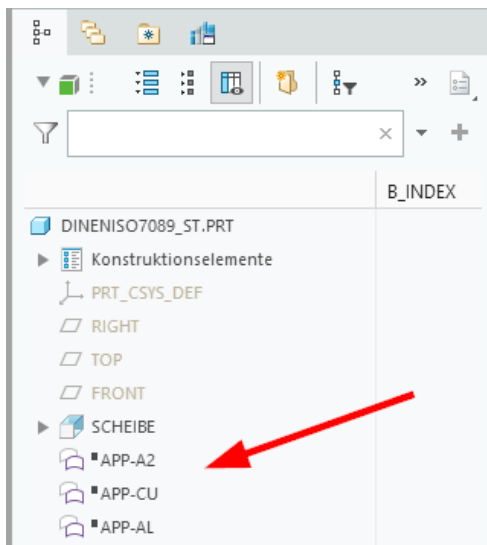 B_INDEX
DINENISO7089_ST.PRT
Konstruktionselemente
PRT_CSYS_DEF
RIGHT
TOP
FRONT
SCHEIBE
APP-A2
APP-CU
APP-AL